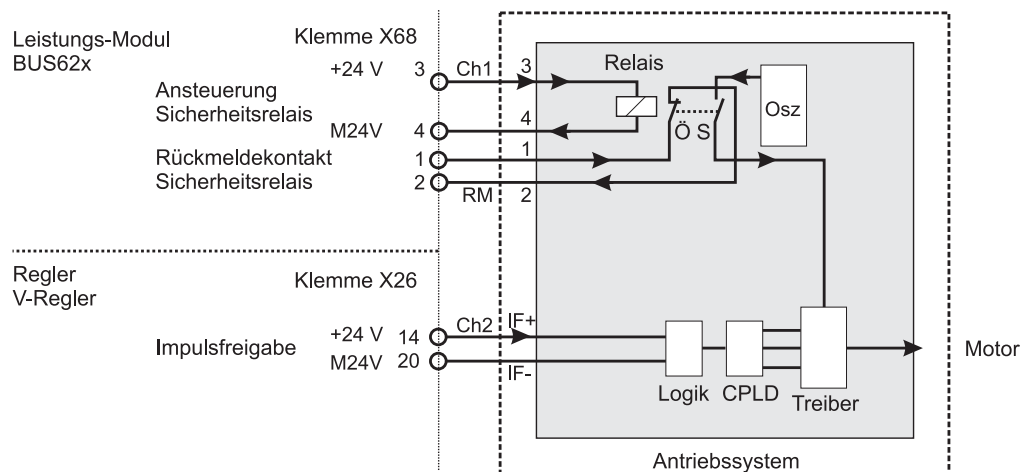 Leistungs-Modul
BUS62x
Klemme X68
Ansteuerung
Sicherheitsrelais
+24 V 3 Ch1 3
M24V 4 4
Rückmeldekontakt
Sicherheitsrelais
1 1
2 RM 2
Relais
Ö S
Osz
Regler
V-Regler
Klemme X26
Impulsfreigabe
+24 V 14 Ch2 IF+
M24V 20 IF-
Logik CPLD Treiber
Motor
Antriebssystem